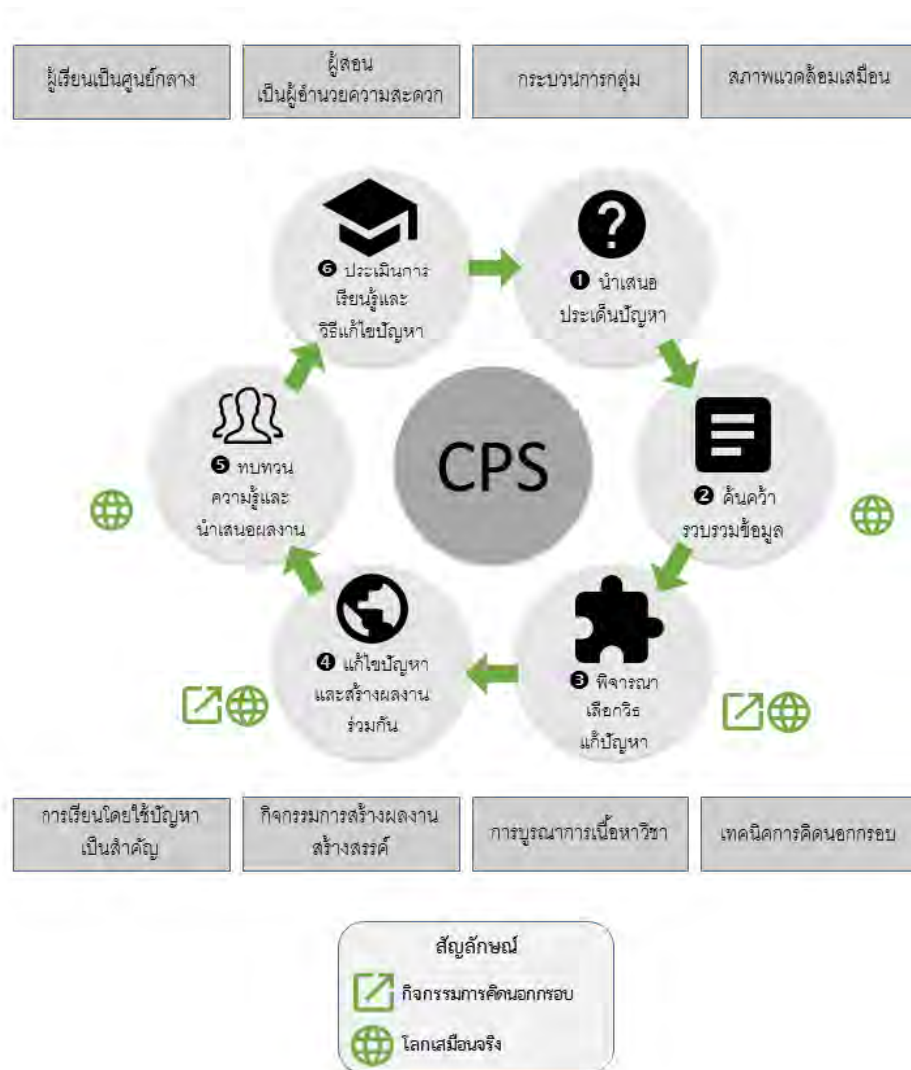 ผู้เรียนเป็นศูนย์กลาง
ผู้สอน
เป็นผู้อำนวยความสะดวก
กระบวนการกลุ่ม
สภาพแวดล้อมเสมือน
❶ นำเสนอ
ประเด็นปัญหา
❷ ค้นคว้า
รวบรวมข้อมูล
❸ พิจารณา
เลือกวิธ
แก้ปัญหา
❹ แก้ไขปัญหา
และสร้างผลงาน
ร่วมกัน
❺ ทบทวน
ความรู้และ
นำเสนอผลงาน
❻ ประเมินการ
เรียนรู้และ
วิธีแก้ไขปัญหา
CPS
การเรียนโดยใช้ปัญหา
เป็นสำคัญ
กิจกรรมการสร้างผลงาน
สร้างสรรค์
การบูรณาการเนื้อหาวิชา
เทคนิคการคิดนอกกรอบ
สัญลักษณ์
กิจกรรมการคิดนอกกรอบ
โลกเสมือนจริง